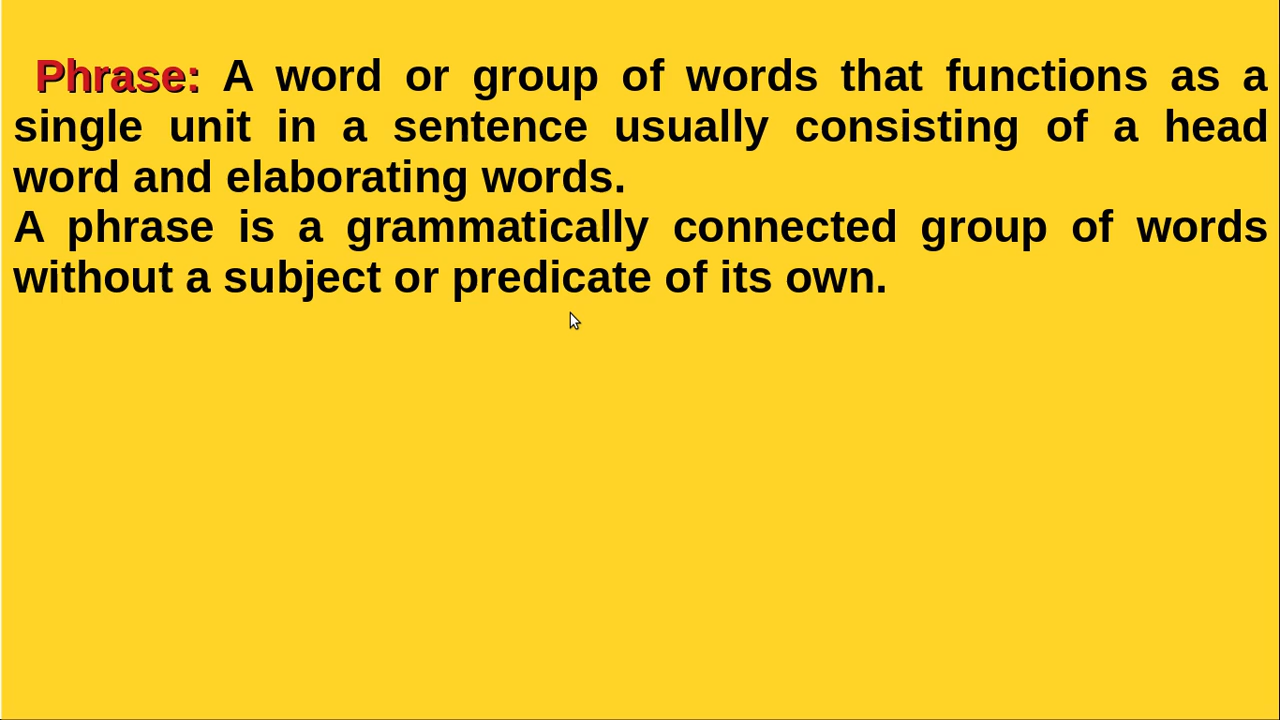 Phrase: A word or group of words that functions as a
single unit in a sentence usually consisting of a head
word and elaborating words.
A phrase is a grammatically connected group of words
without a subject or predicate of its own.